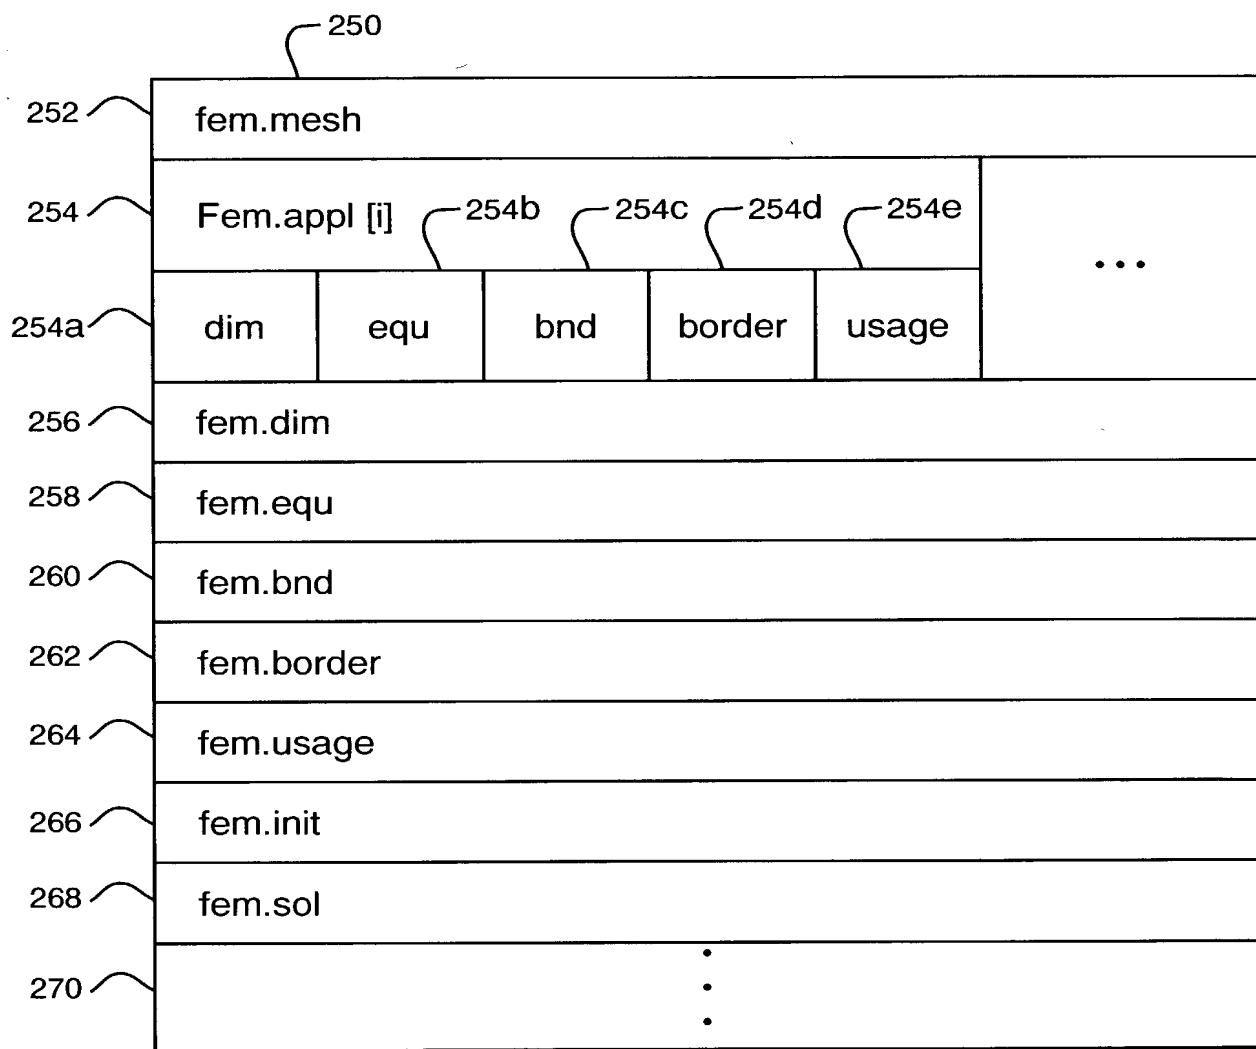 250
252 fem.mesh
254 Fem.appl [i] 254b 254c 254d 254e
...
254a dim equ bnd border usage
256 fem.dim
258 fem.equ
260 fem.bnd
262 fem.border
264 fem.usage
266 fem.init
268 fem.sol
270